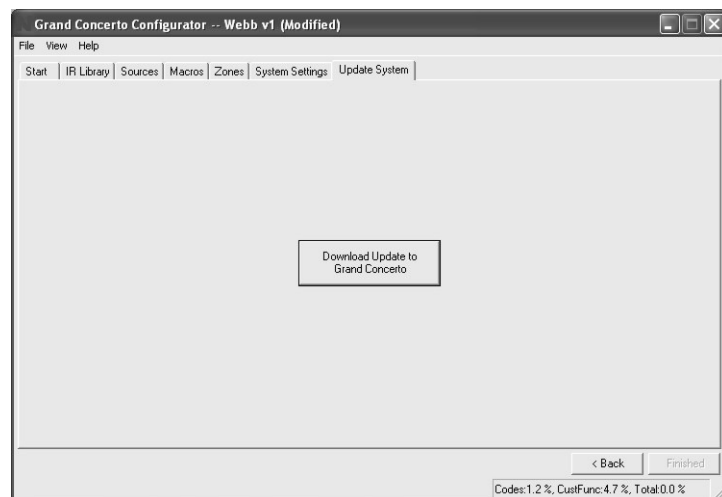 Grand Concerto Configurator -- Webb v1 (Modified)
File View Help
Start IR Library Sources Macros Zones System Settings Update System
Download Update to
Grand Concerto
< Back Finished
Codes:1.2 %, CustFunc:4.7 %, Total:0.0 %